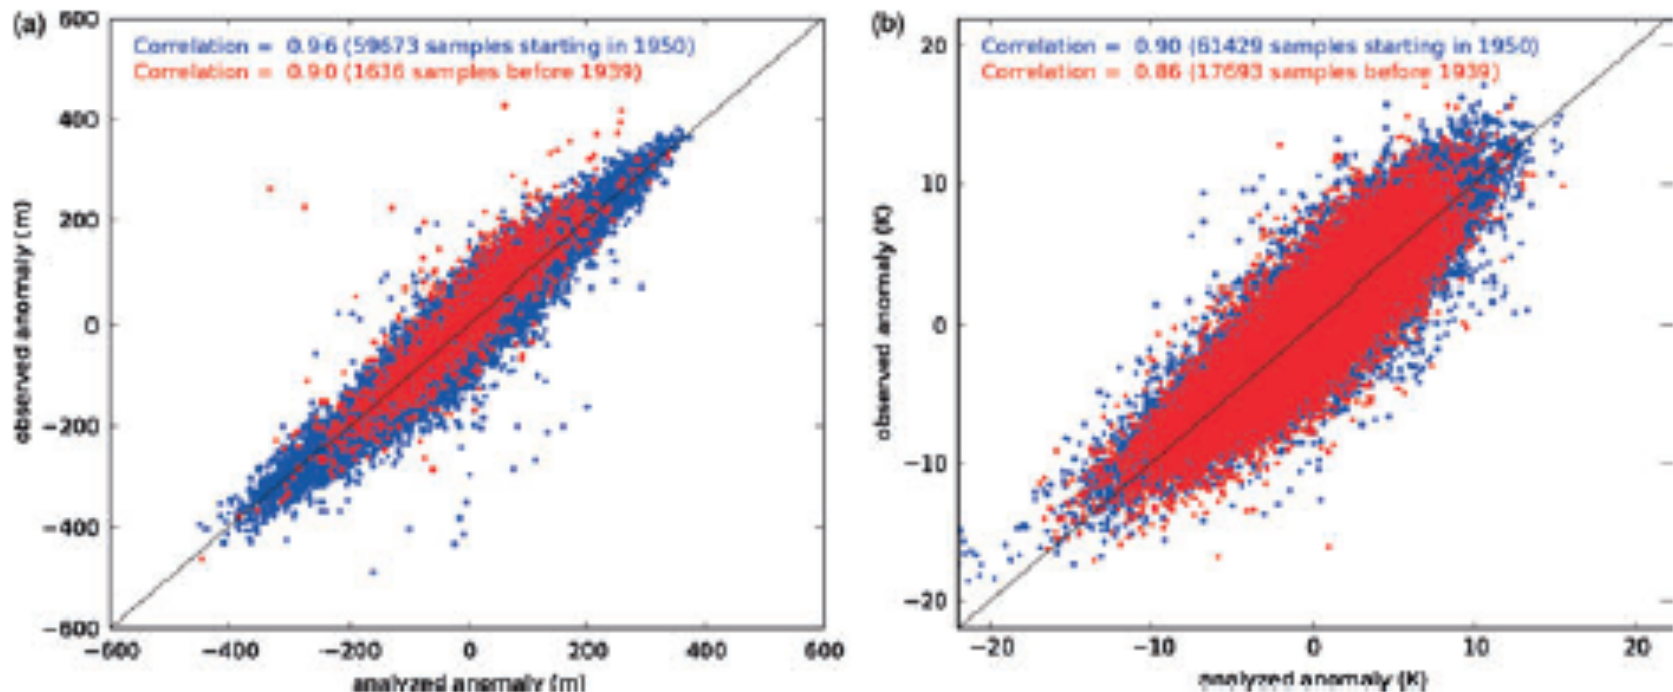 (a)
Correlation = 0.96 (59673 samples starting in 1950)
Correlation = 0.90 (1636 samples before 1939)
600
400
200
0
−200
−400
−600
observed anomaly (m)
−600 −400 −200 0 200 400 600
analyzed anomaly (m)
(b)
Correlation = 0.90 (61429 samples starting in 1950)
Correlation = 0.86 (17693 samples before 1939)
20
10
0
−10
−20
observed anomaly (K)
−20 −10 0 10 20
analyzed anomaly (K)